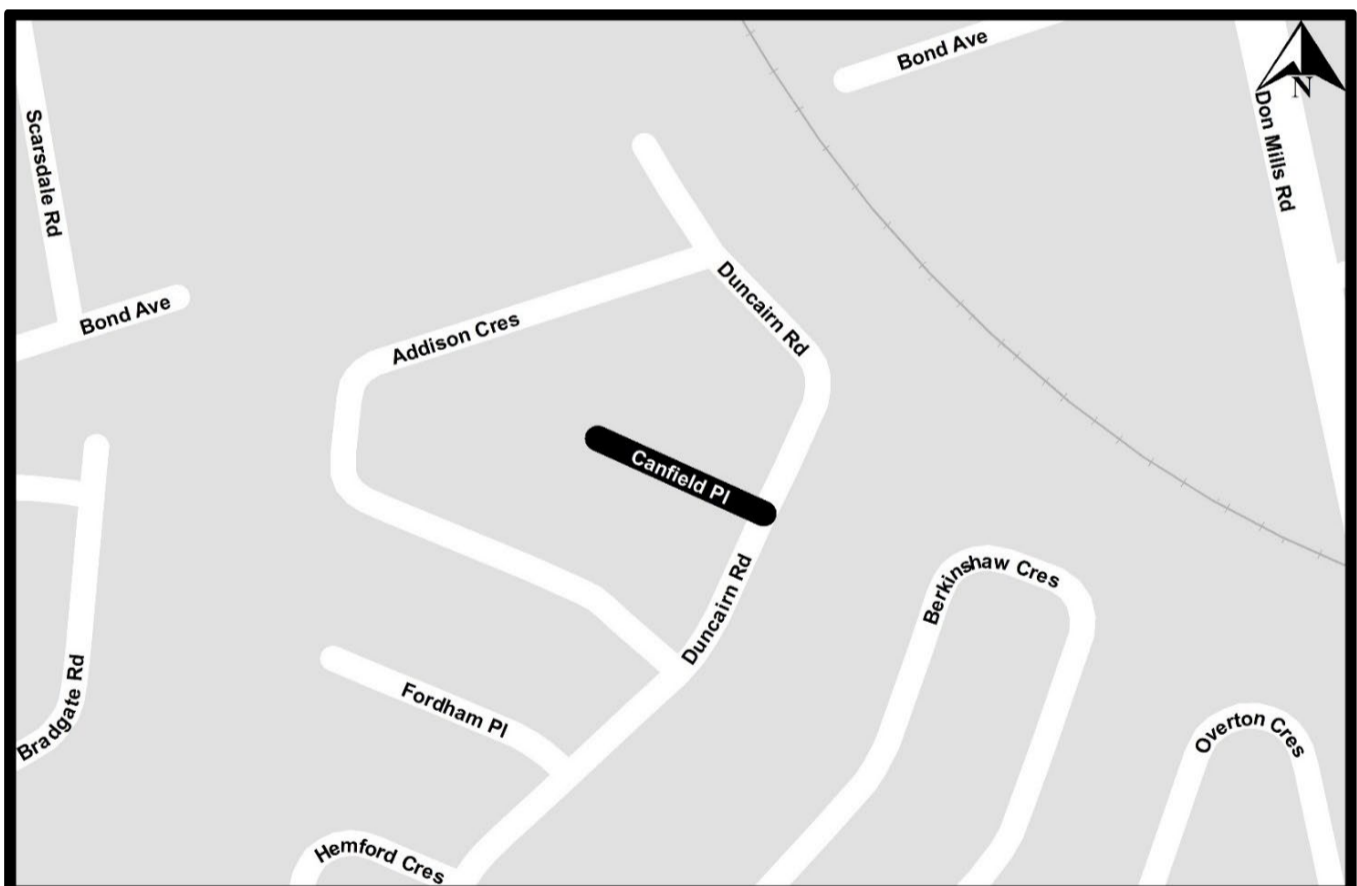 Bond Ave
N
Don Mills Rd
Scarsdale Rd
Duncairn Rd
Bond Ave
Addison Cres
Canfield Pl
Duncairn Rd
Berkinshaw Cres
Bradgate Rd
Fordham Pl
Overton Cres
Hemford Cres